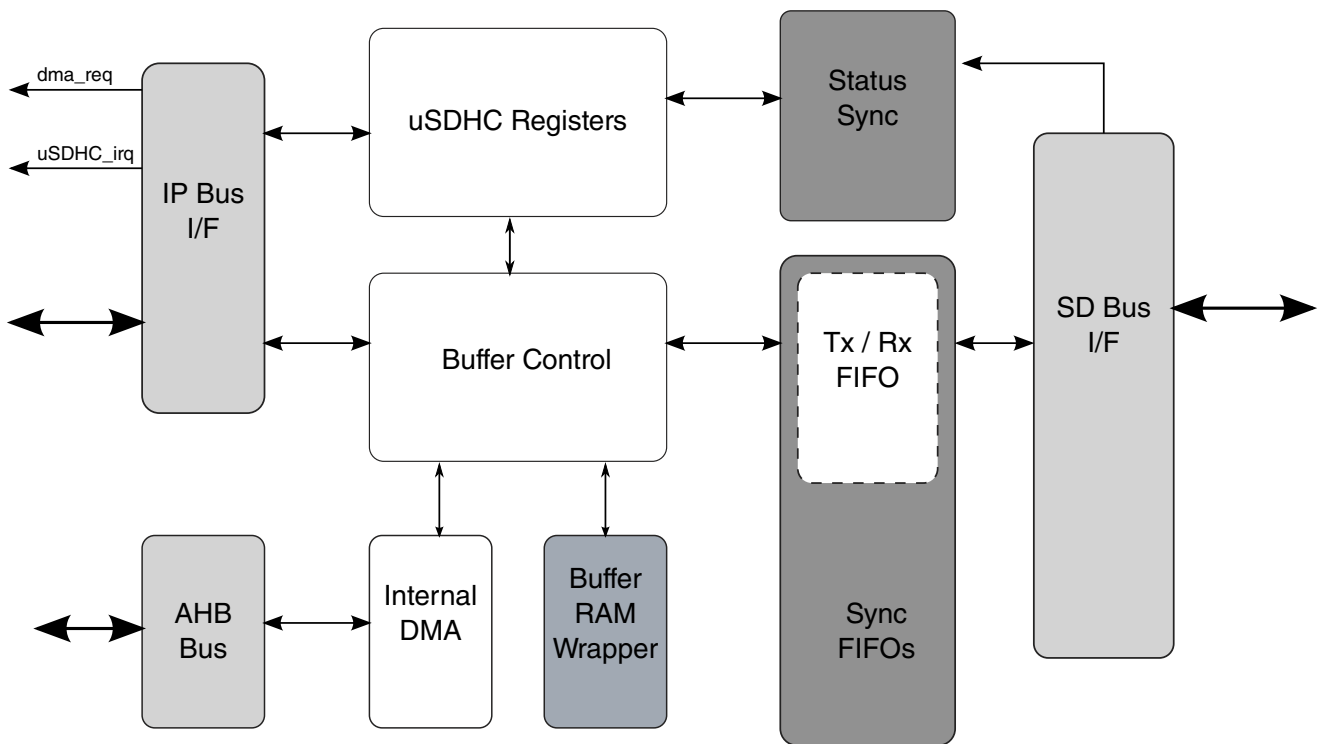 dma_req
uSDHC_irq
IP Bus
I/F
uSDHC Registers
Status
Sync
Buffer Control
Tx / Rx
FIFO
SD Bus
I/F
AHB
Bus
Internal
DMA
Buffer
RAM
Wrapper
Sync
FIFOs